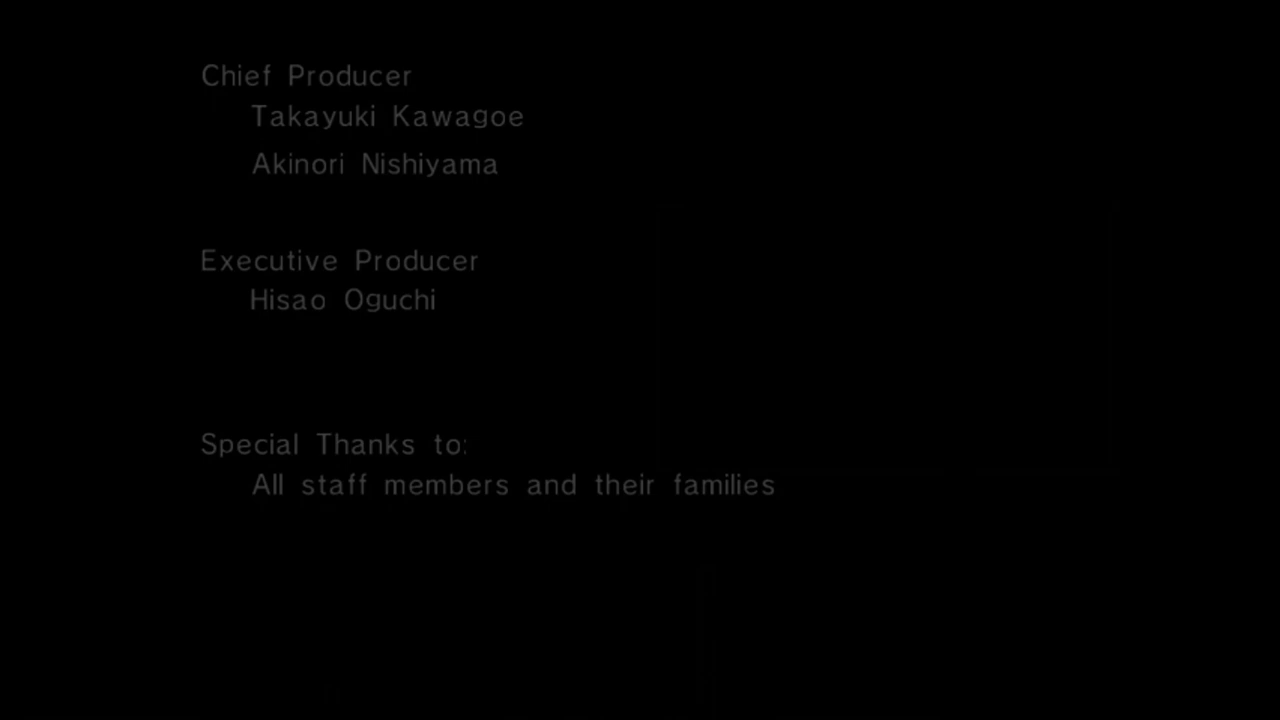 Chief Producer
Takayuki Kawagoe
Akinori Nishiyama
Executive Producer
Hisao Oguchi
Special Thanks to:
All staff members and their families